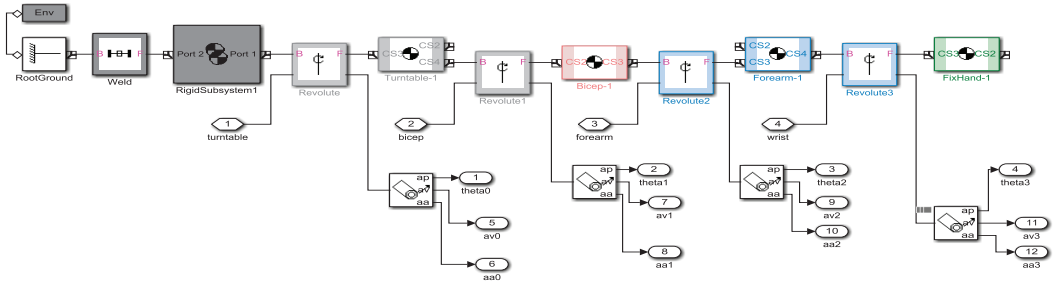 Env
RootGround
B F
Weld
Port 2 Port 1
RigidSubsystem1
B F
Revolute
CS2
CS3
CS4
Turntable-1
B F
Revolute1
CS2 CS3
Bicep-1
B F
Revolute2
CS2
CS4
CS3
Forearm-1
B F
Revolute3
CS3 CS2
FixHand-1
1
turntable
2
bicep
3
forearm
4
wrist
ap
av
aa
1
theta0
5
av0
6
aa0
ap
av
aa
2
theta1
7
av1
8
aa1
ap
av
aa
3
theta2
9
av2
10
aa2
ap
av
aa
4
theta3
11
av3
12
aa3